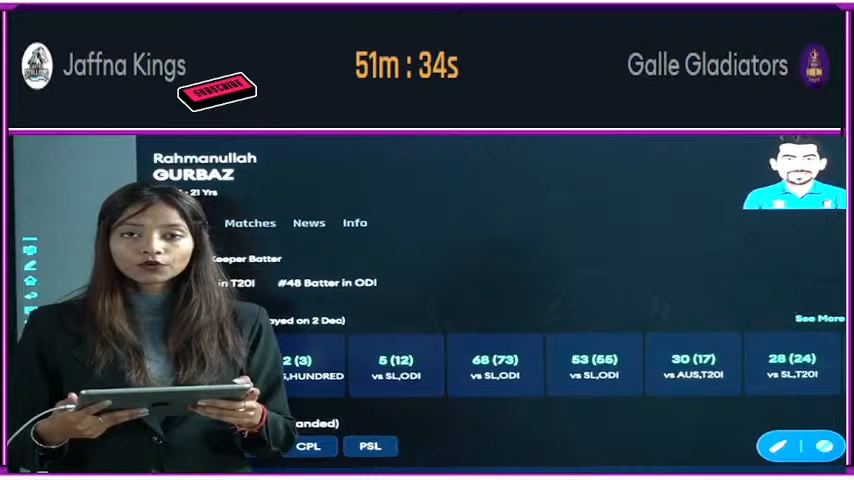 Jaffna Kings
51m : 34s
Galle Gladiators
SUBSCRIBE
Rahmanullah
GURBAZ
21 Yrs
Matches News Info
Keeper Batter
in T20I #48 Batter in ODI
ayed on 2 Dec)
See More
2 (3) 5 (12) 68 (73) 53 (55) 30 (17) 28 (24)
,HUNDRED vs SL,ODI vs SL,ODI vs SL,ODI vs AUS,T20I vs SL,T20I
anded)
CPL PSL